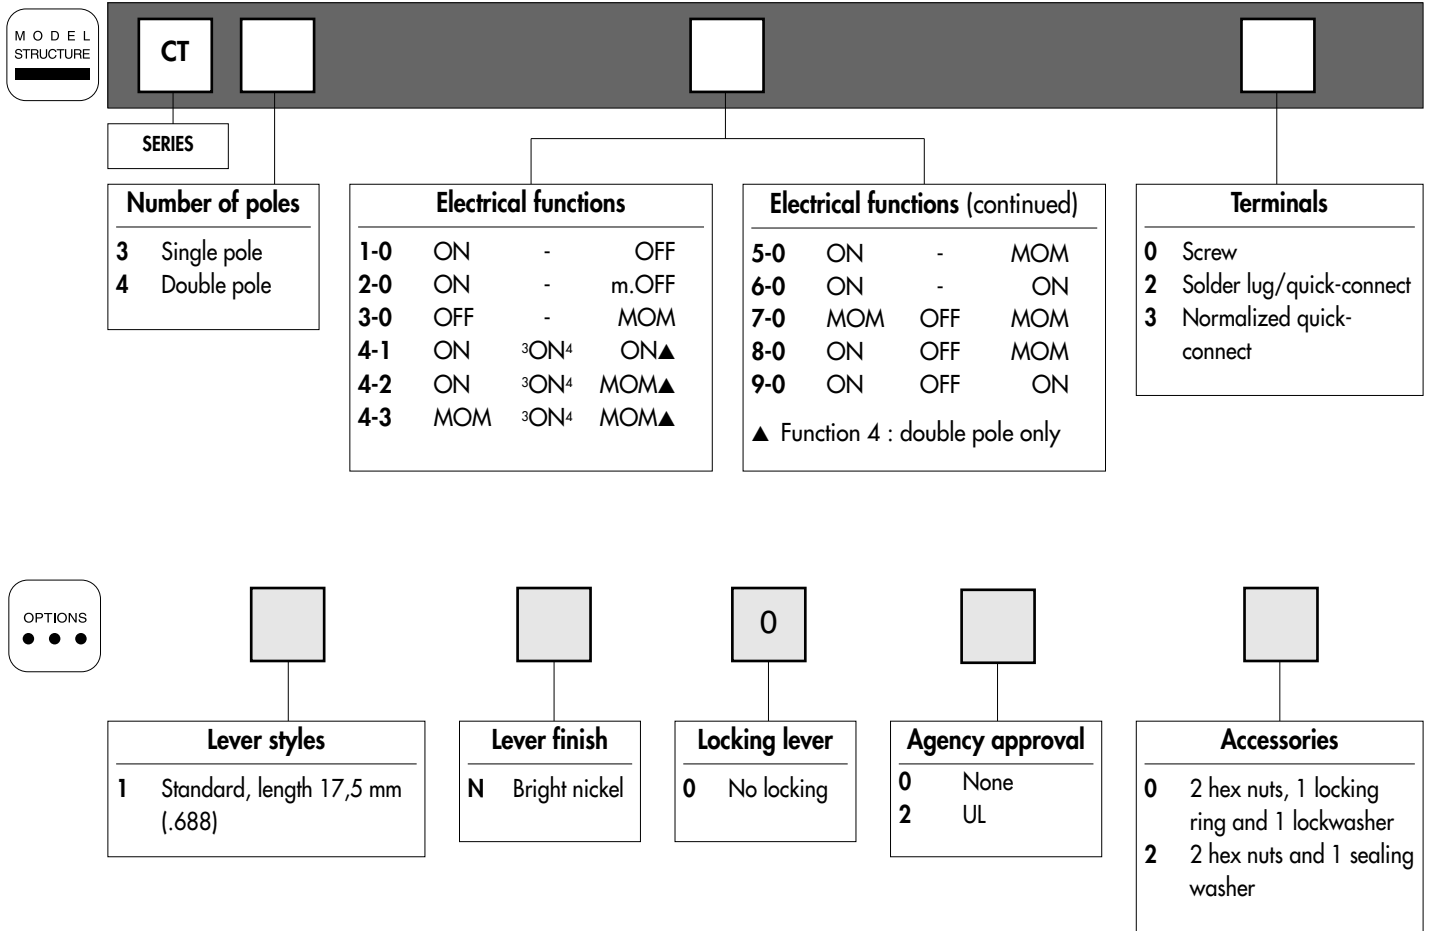 MODEL
STRUCTURE
CT
SERIES
Number of poles
3 Single pole
4 Double pole
Electrical functions
1-0 ON - OFF
2-0 ON - m.OFF
3-0 OFF - MOM
4-1 ON ³ON⁴ ON▲
4-2 ON ³ON⁴ MOM▲
4-3 MOM ³ON⁴ MOM▲
Electrical functions (continued)
5-0 ON - MOM
6-0 ON - ON
7-0 MOM OFF MOM
8-0 ON OFF MOM
9-0 ON OFF ON
▲ Function 4 : double pole only
Terminals
0 Screw
2 Solder lug/quick-connect
3 Normalized quick-
connect
OPTIONS
0
Lever styles
1 Standard, length 17,5 mm
(.688)
Lever finish
N Bright nickel
Locking lever
0 No locking
Agency approval
0 None
2 UL
Accessories
0 2 hex nuts, 1 locking
ring and 1 lockwasher
2 2 hex nuts and 1 sealing
washer